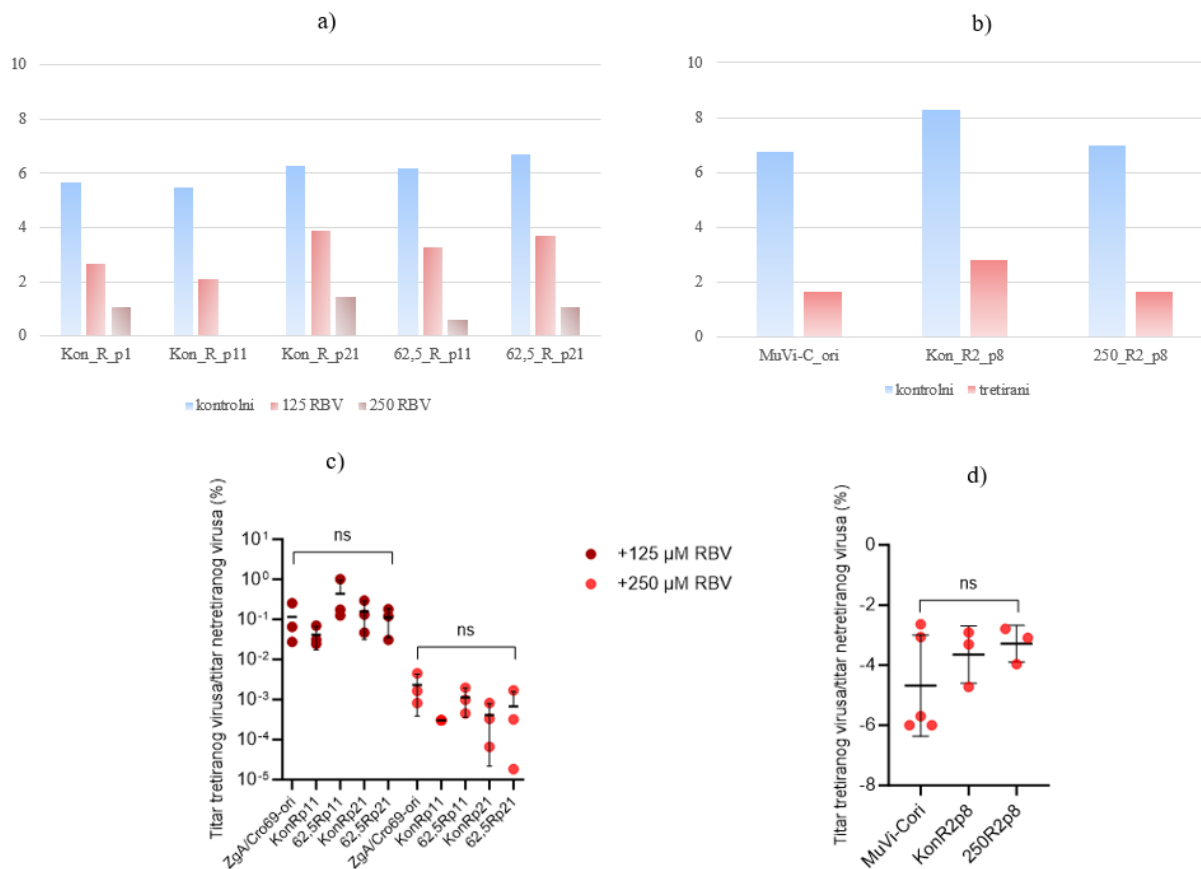 a)
10
8
6
4
2
0
Kon_R_p1 Kon_R_p11 Kon_R_p21 62,5_R_p11 62,5_R_p21
kontrolni 125 RBV 250 RBV
b)
10
8
6
4
2
0
MuVi-C_ori Kon_R2_p8 250_R2_p8
kontrolni tretirani
c)
Titar tretiranog virusa/titar netretiranog virusa (%)
10¹
10⁰
10⁻¹
10⁻²
10⁻³
10⁻⁴
10⁻⁵
ns
ns
ZgA/Cro69-ori KonRp11 62,5Rp11 KonRp21 62,5Rp21 ZgA/Cro69-ori KonRp11 62,5Rp11 KonRp21 62,5Rp21
+125 μM RBV
+250 μM RBV
d)
Titar tretiranog virusa/titar netretiranog virusa (%)
0
-2
-4
-6
-8
ns
MuVi-Cori KonR2p8 250R2p8